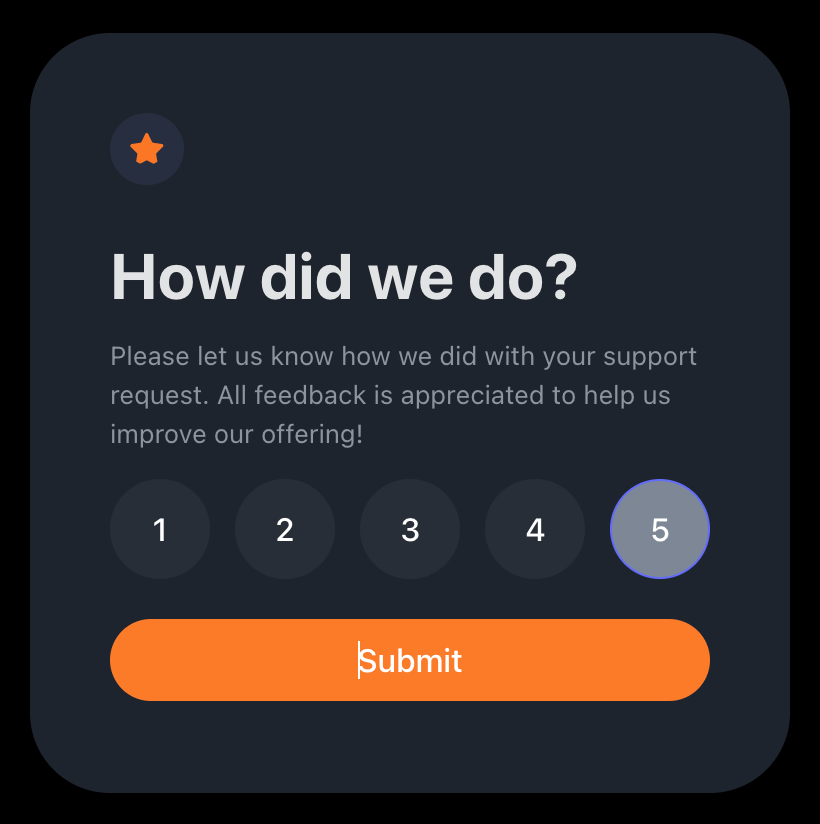 How did we do?
Please let us know how we did with your support
request. All feedback is appreciated to help us
improve our offering!
1 2 3 4 5
Submit